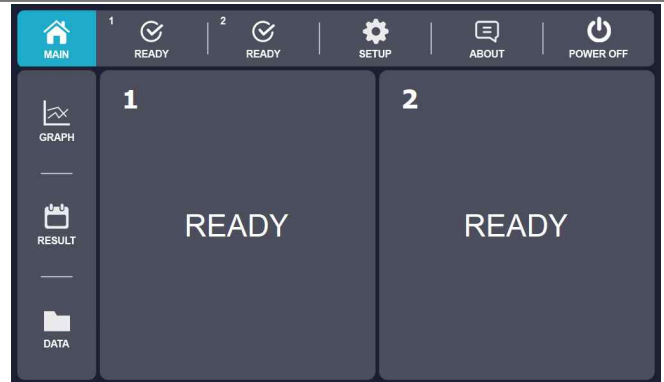 MAIN
1
READY
2
READY
SETUP
ABOUT
POWER OFF
GRAPH
RESULT
DATA
1
READY
2
READY